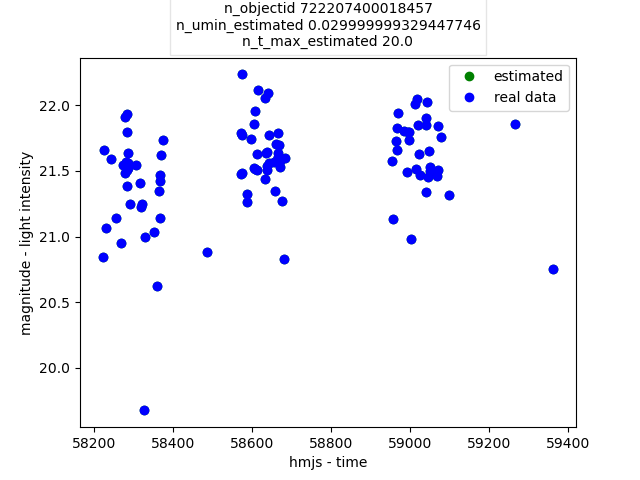 n_objectid 722207400018457
n_umin_estimated 0.029999999329447746
n_t_max_estimated 20.0
estimated
real data
magnitude - light intensity
22.0
21.5
21.0
20.5
20.0
58200 58400 58600 58800 59000 59200 59400
hmjs - time